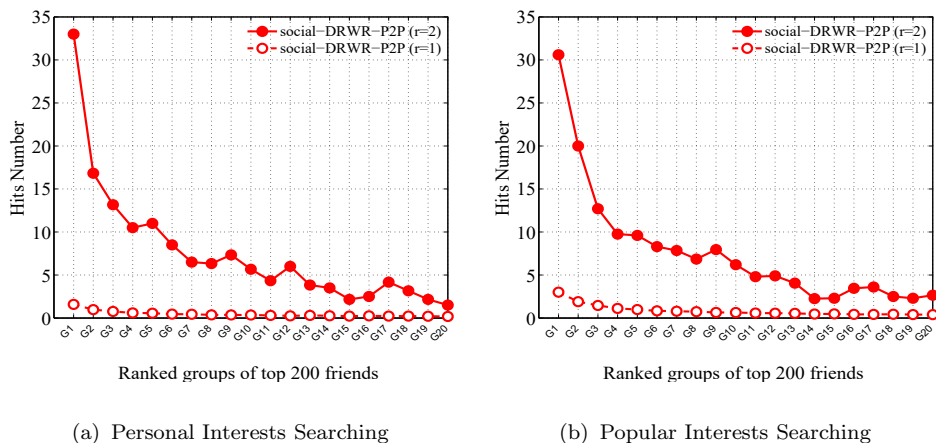 35
30
25
20
15
10
5
0
Hits Number
social-DRWR-P2P (r=2)
social-DRWR-P2P (r=1)
G1 G2 G3 G4 G5 G6 G7 G8 G9 G10 G11 G12 G13 G14 G15 G16 G17 G18 G19 G20
Ranked groups of top 200 friends
(a) Personal Interests Searching
35
30
25
20
15
10
5
0
Hits Number
social-DRWR-P2P (r=2)
social-DRWR-P2P (r=1)
G1 G2 G3 G4 G5 G6 G7 G8 G9 G10 G11 G12 G13 G14 G15 G16 G17 G18 G19 G20
Ranked groups of top 200 friends
(b) Popular Interests Searching